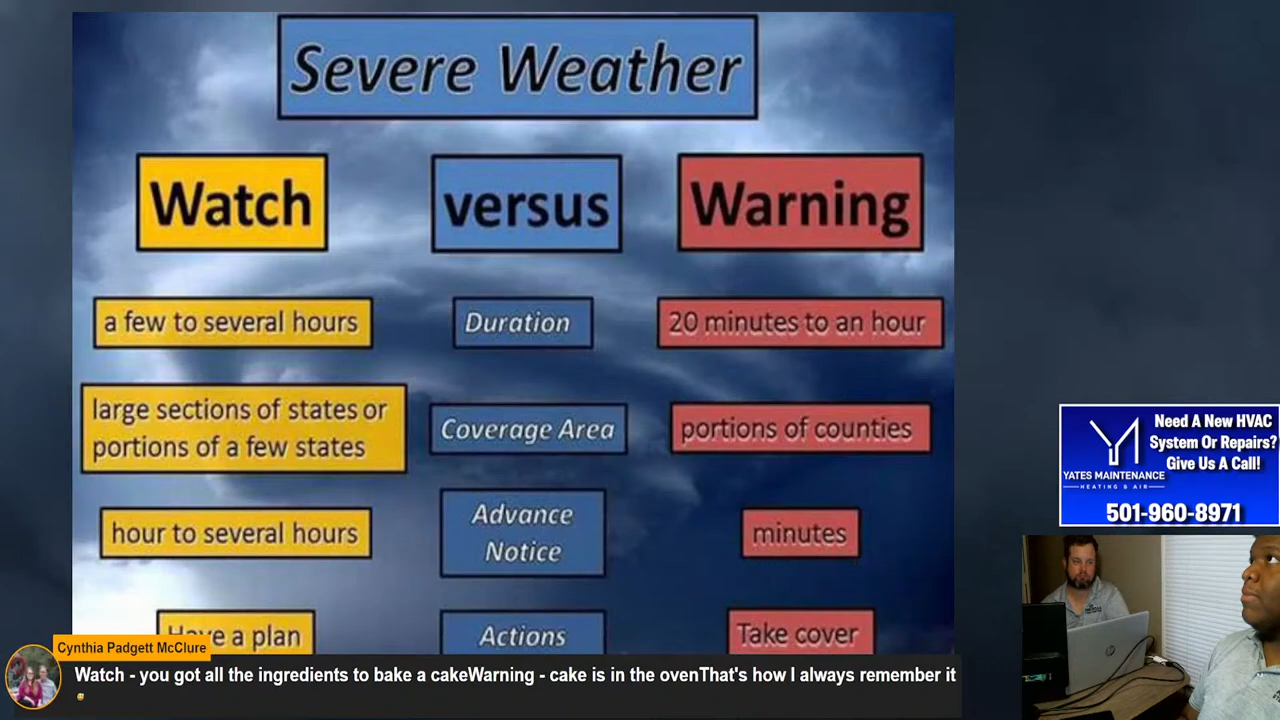 Severe Weather
Watch versus Warning
a few to several hours Duration 20 minutes to an hour
large sections of states or
portions of a few states
Coverage Area portions of counties
hour to several hours
Advance
Notice
minutes
Have a plan Actions Take cover
Cynthia Padgett McClure
Watch - you got all the ingredients to bake a cakeWarning - cake is in the ovenThat's how I always remember it
Need A New HVAC
System Or Repairs?
Give Us A Call!
YATES MAINTENANCE
HEATING & AIR
501-960-8971
hp